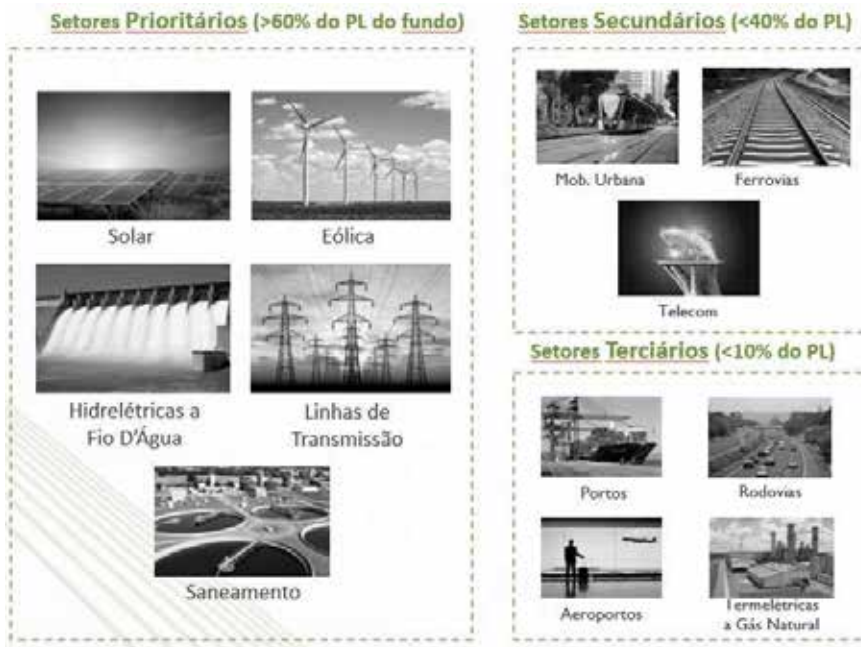 Setores Prioritários (>60% do PL do fundo)
Solar
Eólica
Hidrelétricas a
Fio D'Água
Linhas de
Transmissão
Saneamento
Setores Secundários (<40% do PL)
Mob. Urbana
Ferrovias
Telecom
Setores Terciários (<10% do PL)
Portos
Rodovias
Aeroportos
Termelétricas
a Gás Natural